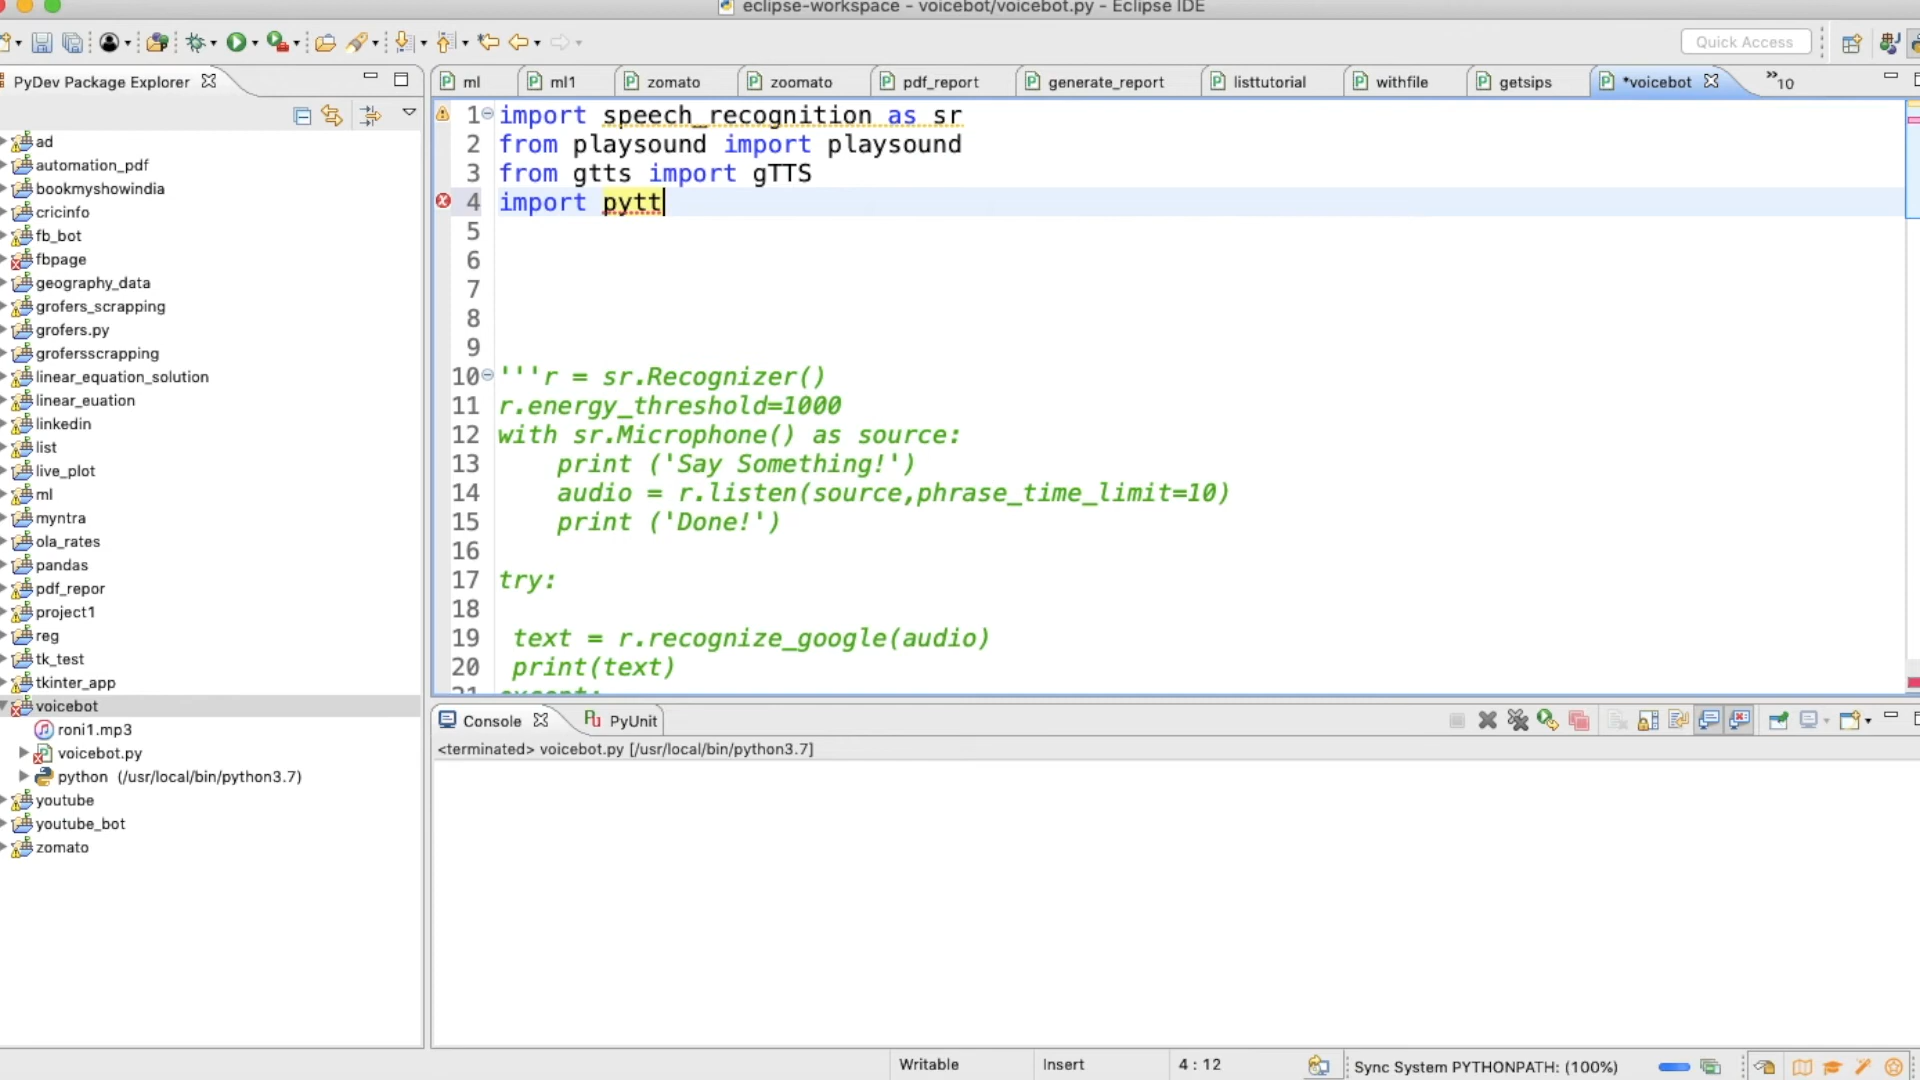 eclipse-workspace - voicebot/voicebot.py - Eclipse IDE
Quick Access
PyDev Package Explorer
ml
ml1
zomato
zoomato
pdf_report
generate_report
listtutorial
withfile
getsips
*voicebot
»10
ad
automation_pdf
bookmyshowindia
cricinfo
fb_bot
fbpage
geography_data
grofers_scrapping
grofers.py
grofersscrapping
linear_equation_solution
linear_euation
linkedin
list
live_plot
ml
myntra
ola_rates
pandas
pdf_repor
project1
reg
tk_test
tkinter_app
voicebot
roni1.mp3
voicebot.py
python (/usr/local/bin/python3.7)
youtube
youtube_bot
zomato
1 import speech_recognition as sr
2 from playsound import playsound
3 from gtts import gTTS
4 import pytt
5
6
7
8
9
10 '''r = sr.Recognizer()
11 r.energy_threshold=1000
12 with sr.Microphone() as source:
13 print ('Say Something!')
14 audio = r.listen(source,phrase_time_limit=10)
15 print ('Done!')
16
17 try:
18
19 text = r.recognize_google(audio)
20 print(text)
21 except:
Console
PyUnit
<terminated> voicebot.py [/usr/local/bin/python3.7]
Writable
Insert
4 : 12
Sync System PYTHONPATH: (100%)